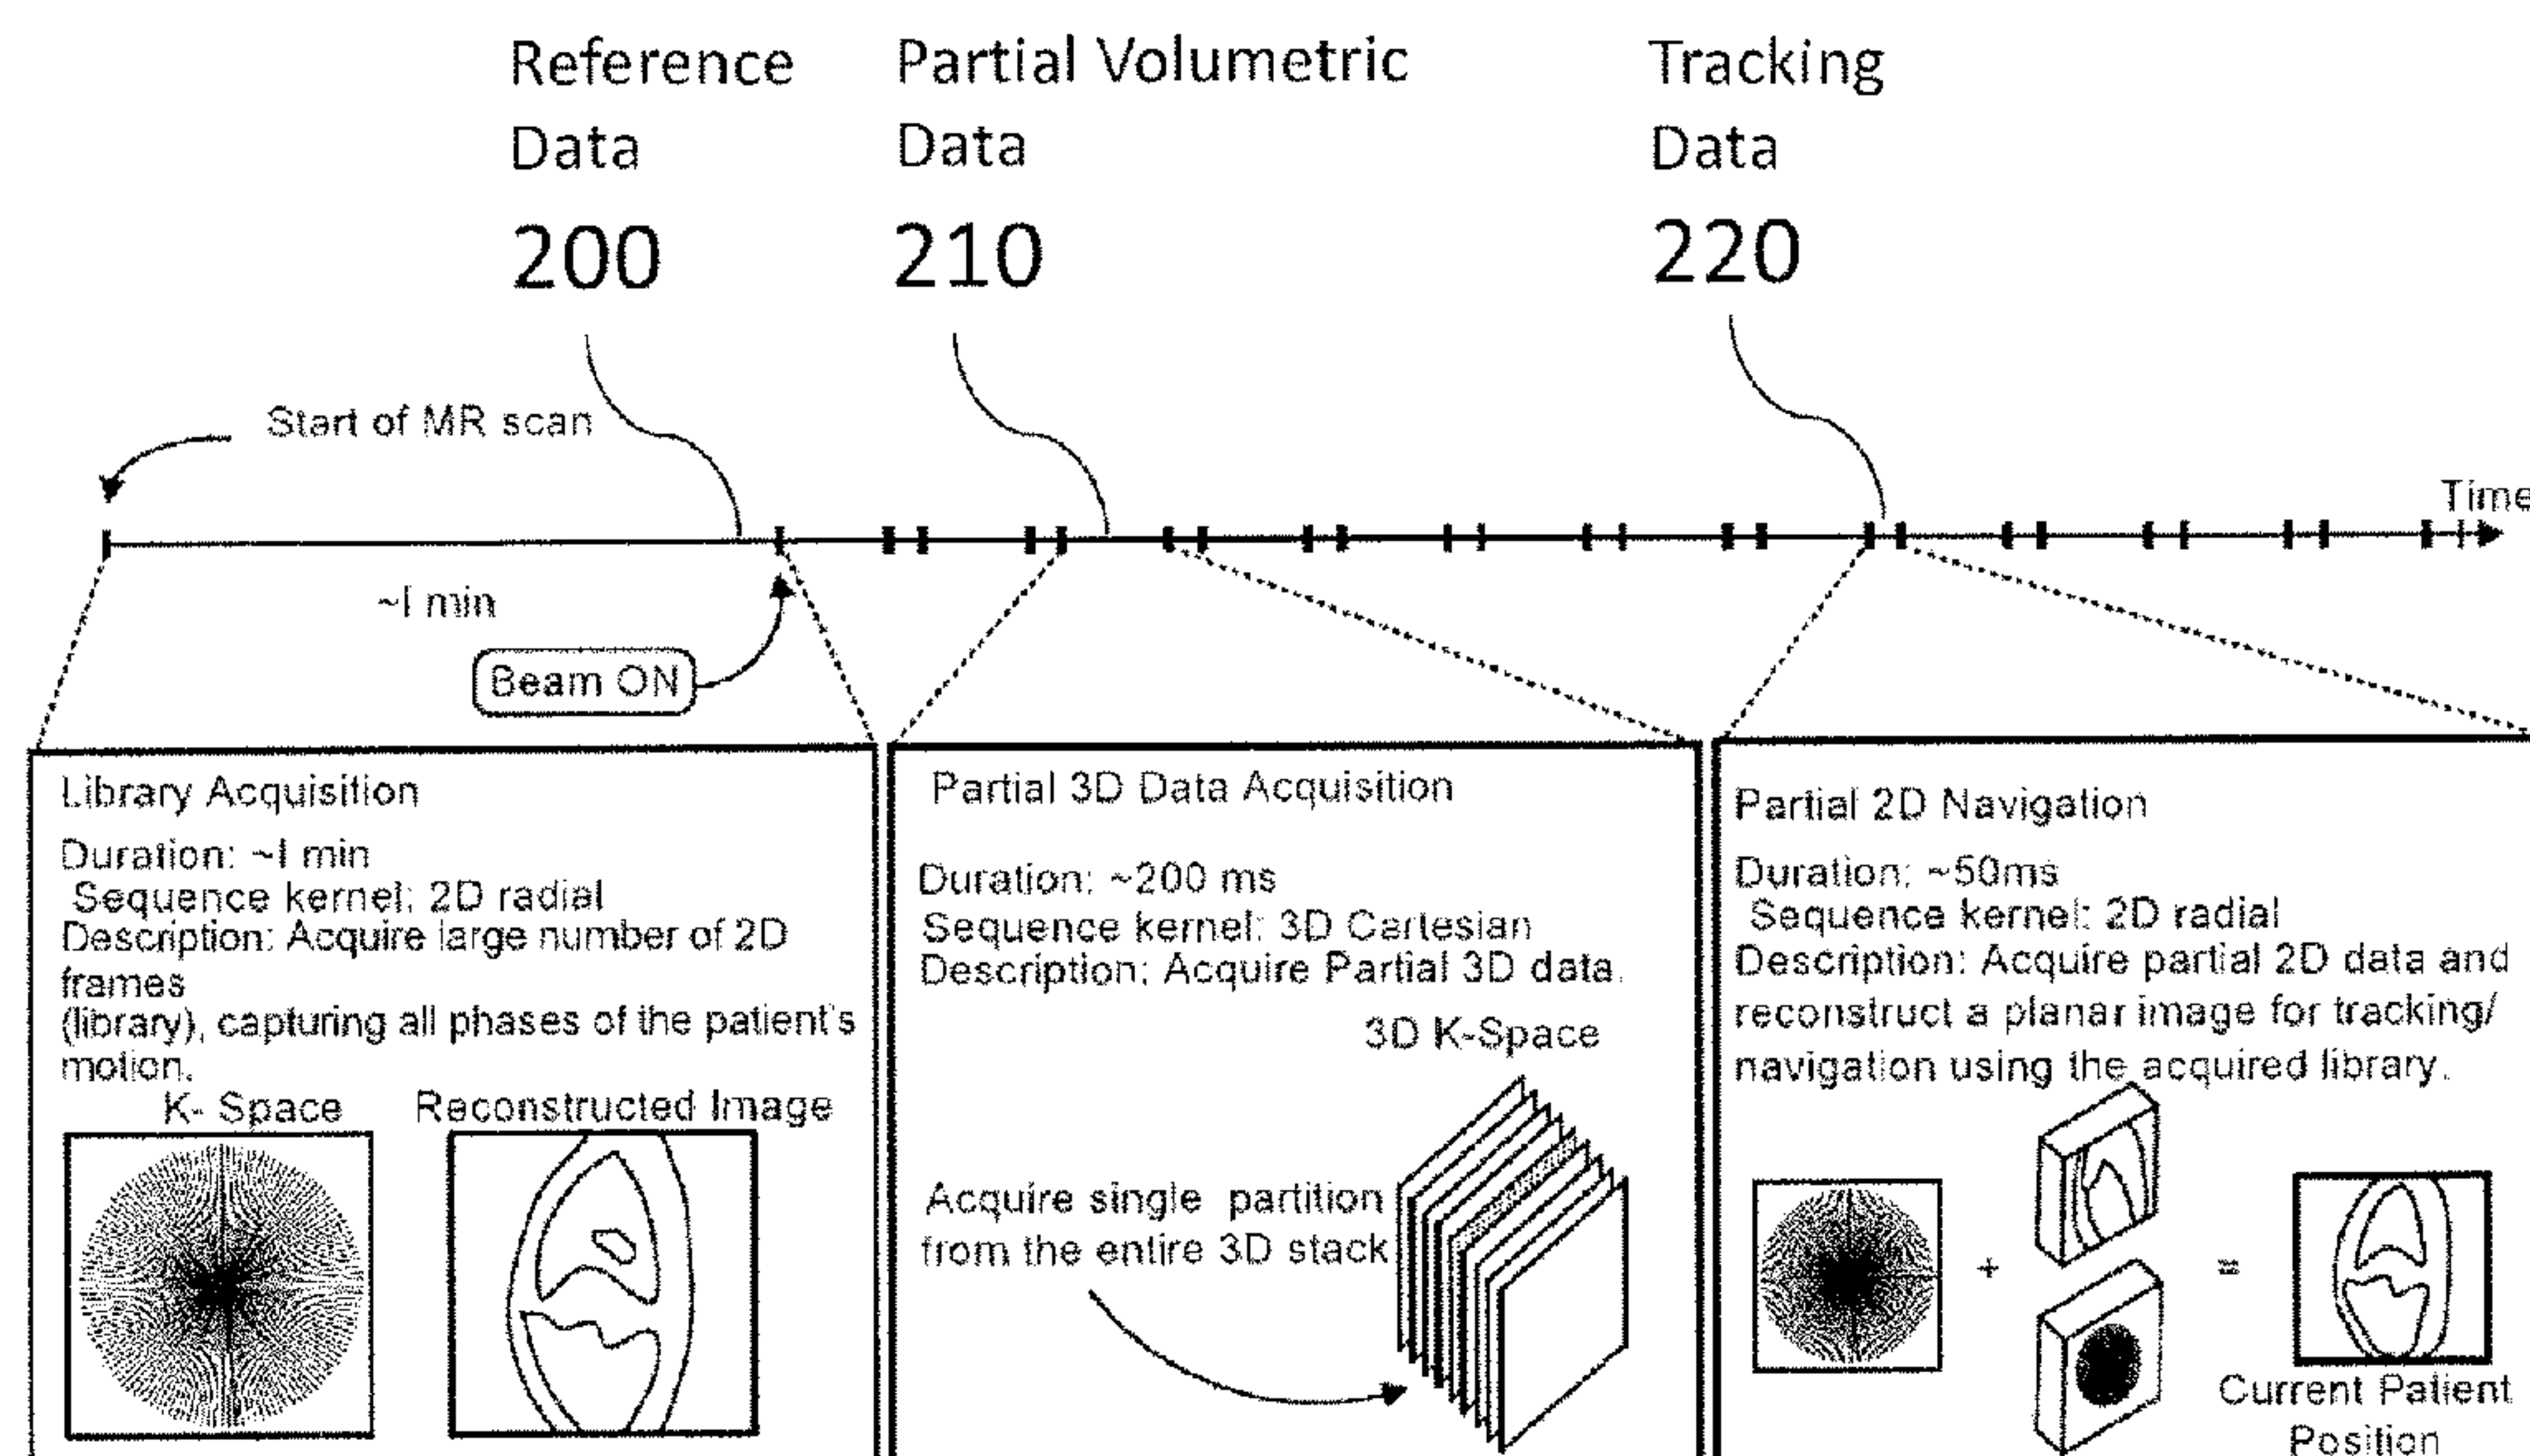 Reference
Data
200
Partial Volumetric
Data
210
Tracking
Data
220
Start of MR scan
Time
~I min
Beam ON
Library Acquisition
Duration: ~I min
Sequence kernel: 2D radial
Description: Acquire large number of 2D
frames
(library), capturing all phases of the patient's
motion.
K- Space
Reconstructed Image
Partial 3D Data Acquisition
Duration: ~200 ms
Sequence kernel: 3D Cartesian
Description: Acquire Partial 3D data.
3D K-Space
Acquire single partition
from the entire 3D stack
Partial 2D Navigation
Duration: ~50ms
Sequence kernel: 2D radial
Description: Acquire partial 2D data and
reconstruct a planar image for tracking/
navigation using the acquired library.
+
=
Current Patient
Position